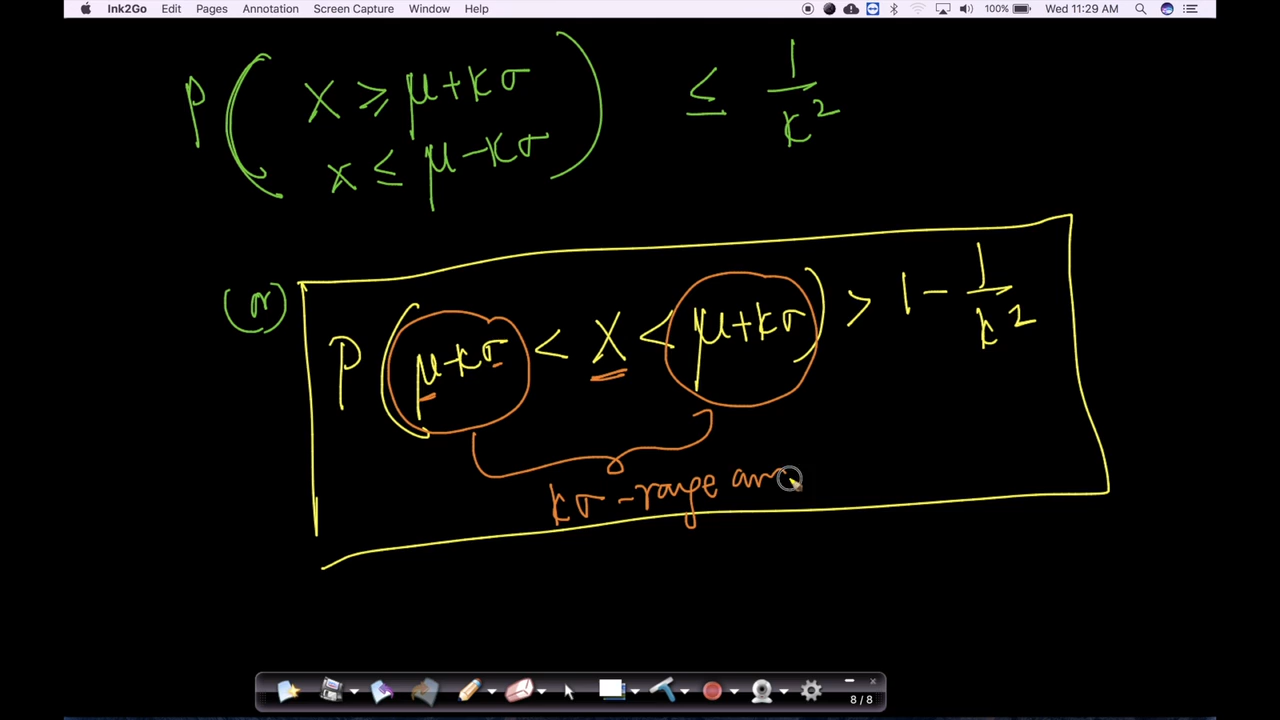 Ink2Go Edit Pages Annotation Screen Capture Window Help 100% Wed 11:29 AM
P ( X ≥ μ+kσ
x ≤ μ-kσ ) ≤ 1/k²
(or) P ( μ-kσ < X < μ+kσ ) > 1 - 1/k²
kσ-range
8/8